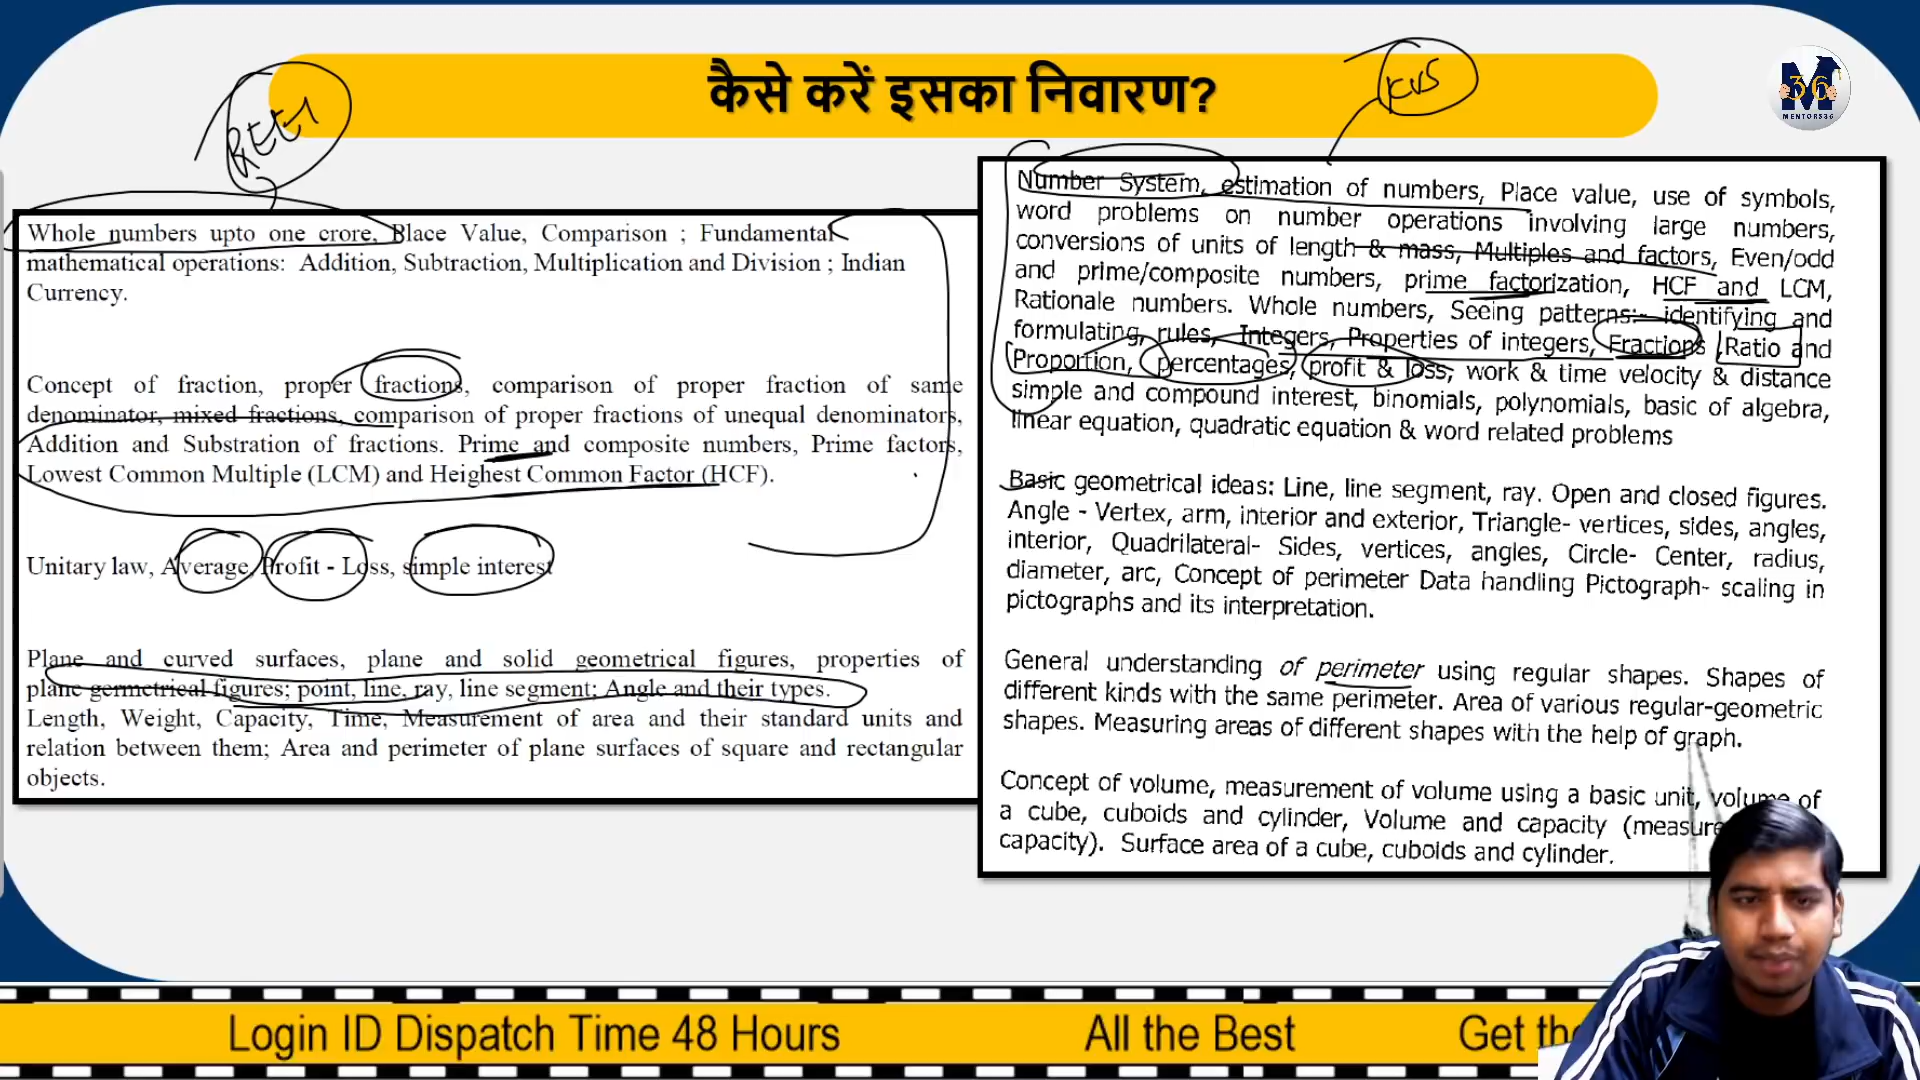 कैसे करें इसका निवारण?
KVS
36
MENTORS36
Whole numbers upto one crore, Place Value, Comparison ; Fundamental
mathematical operations: Addition, Subtraction, Multiplication and Division ; Indian
Currency.
Concept of fraction, proper fractions, comparison of proper fraction of same
denominator, mixed fractions, comparison of proper fractions of unequal denominators,
Addition and Substration of fractions. Prime and composite numbers, Prime factors,
Lowest Common Multiple (LCM) and Heighest Common Factor (HCF).
Unitary law, Average, Profit - Loss, simple interest
Plane and curved surfaces, plane and solid geometrical figures, properties of
plane germetrical figures; point, line, ray, line segment; Angle and their types.
Length, Weight, Capacity, Time, Measurement of area and their standard units and
relation between them; Area and perimeter of plane surfaces of square and rectangular
objects.
Number System, estimation of numbers, Place value, use of symbols,
word problems on number operations involving large numbers,
conversions of units of length & mass, Multiples and factors, Even/odd
and prime/composite numbers, prime factorization, HCF and LCM,
Rationale numbers. Whole numbers, Seeing patterns:- identifying and
formulating, rules, Integers, Properties of integers, Fractions ,Ratio and
Proportion, percentages, profit & loss, work & time velocity & distance
simple and compound interest, binomials, polynomials, basic of algebra,
linear equation, quadratic equation & word related problems
Basic geometrical ideas: Line, line segment, ray. Open and closed figures.
Angle - Vertex, arm, interior and exterior, Triangle- vertices, sides, angles,
interior, Quadrilateral- Sides, vertices, angles, Circle- Center, radius,
diameter, arc, Concept of perimeter Data handling Pictograph- scaling in
pictographs and its interpretation.
General understanding of perimeter using regular shapes. Shapes of
different kinds with the same perimeter. Area of various regular-geometric
shapes. Measuring areas of different shapes with the help of graph.
Concept of volume, measurement of volume using a basic unit, volume of
a cube, cuboids and cylinder, Volume and capacity (measure
capacity). Surface area of a cube, cuboids and cylinder.
Login ID Dispatch Time 48 Hours All the Best Get the